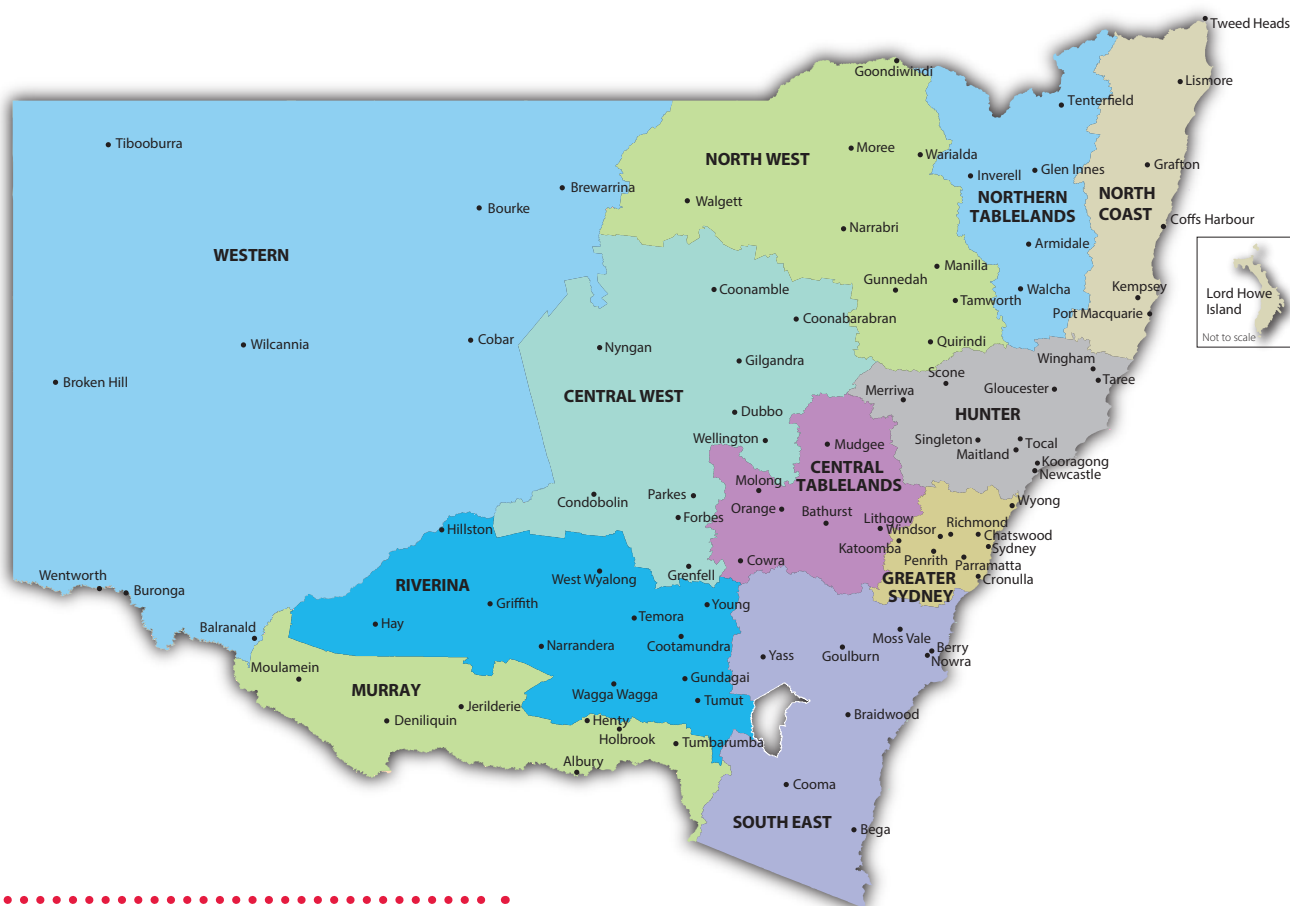 Tweed Heads
Goondiwindi
Lismore
Tenterfield
Tibooburra
Moree
Warialda
NORTH WEST
Grafton
Glen Innes
Inverell
Brewarrina
NORTHERN
TABLELANDS
NORTH
COAST
Walgett
Bourke
Coffs Harbour
Narrabri
Armidale
WESTERN
Manilla
Gunnedah
Coonamble
Walcha
Kempsey
Lord Howe
Island
Tamworth
Port Macquarie
Coonabarabran
Not to scale
Cobar
Wilcannia
Nyngan
Quirindi
Gilgandra
Wingham
Scone
Taree
Broken Hill
Merriwa
Gloucester
CENTRAL WEST
Dubbo
HUNTER
Wellington
Mudgee
Singleton
Tocal
Maitland
Kooragong
Newcastle
CENTRAL
TABLELANDS
Molong
Condobolin
Parkes
Orange
Wyong
Forbes
Bathurst
Lithgow
Windsor
Richmond
Hillston
Chatswood
Katoomba
Sydney
Penrith
Parramatta
Cowra
Grenfell
GREATER
SYDNEY
Cronulla
Wentworth
Buronga
RIVERINA
West Wyalong
Griffith
Young
Temora
Hay
Balranald
Narrandera
Cootamundra
Moss Vale
Berry
Nowra
Yass
Goulburn
Moulamein
MURRAY
Gundagai
Wagga Wagga
Tumut
Jerilderie
Deniliquin
Henty
Braidwood
Holbrook
Tumbarumba
Albury
Cooma
SOUTH EAST
Bega